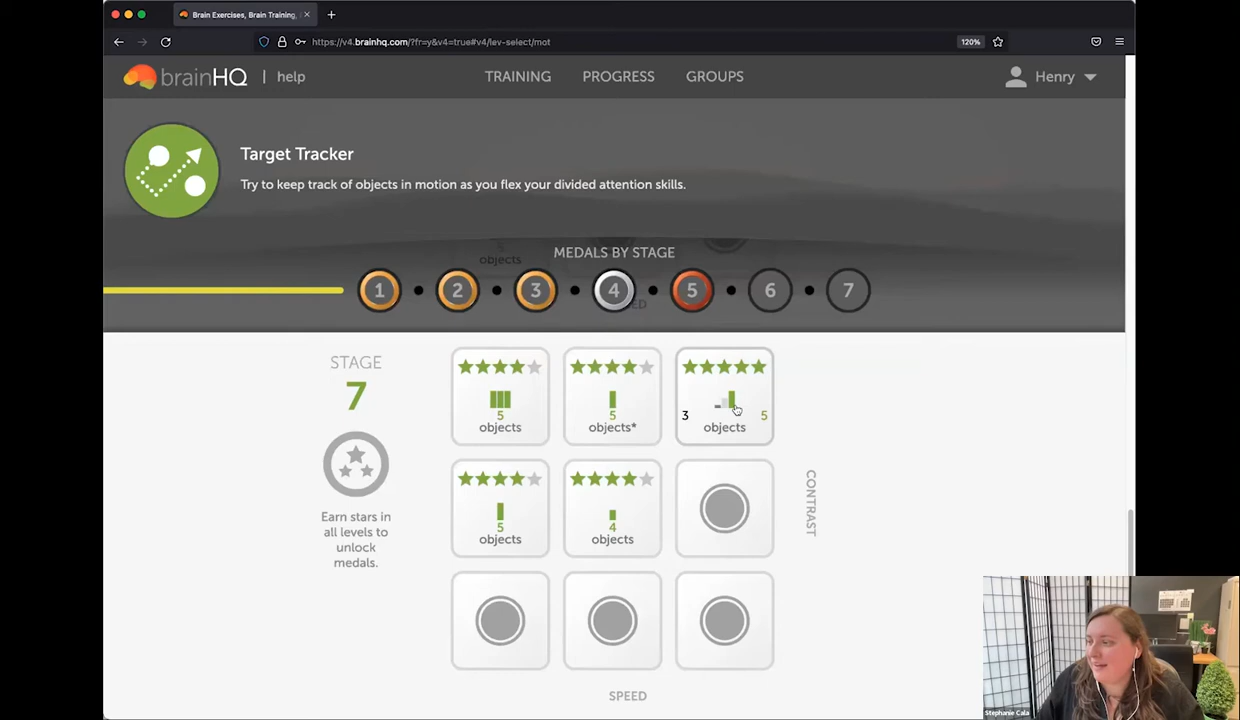 Brain Exercises, Brain Training,
https://v4.brainhq.com/?fr=y&v4=true#v4/lev-select/mot
120%
brainHQ | help
TRAINING
PROGRESS
GROUPS
Henry
Target Tracker
Try to keep track of objects in motion as you flex your divided attention skills.
objects
MEDALS BY STAGE
1
2
3
4
5
6
7
STAGE
7
Earn stars in
all levels to
unlock
medals.
5
objects
5
objects*
3
5
objects
5
objects
4
objects
CONTRAST
SPEED
Stephanie Cala